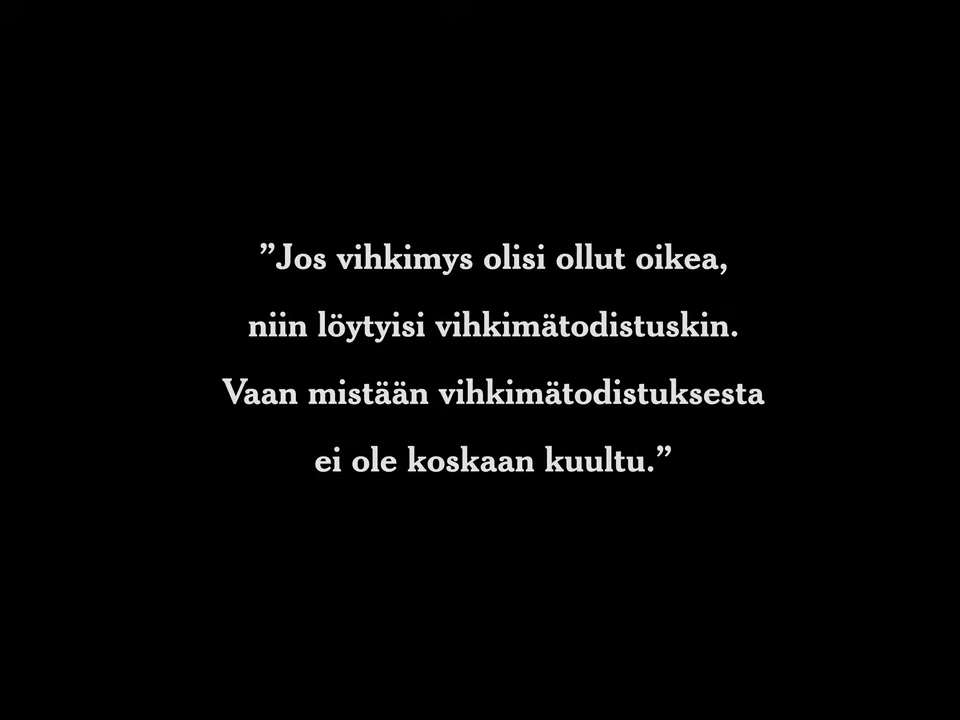 ”Jos vihkimys olisi ollut oikea,
niin löytyisi vihkimätodistuskin.
Vaan mistään vihkimätodistuksesta
ei ole koskaan kuultu.”